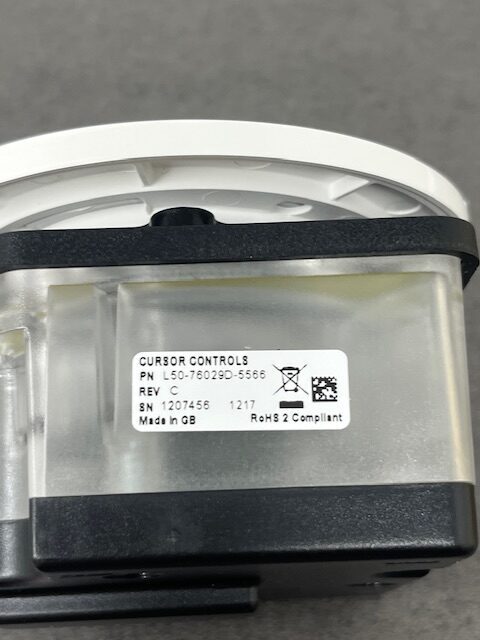 CURSOR CONTROLS
PN L50-76029D-5566
REV C
SN 1207456 1217
Made in GB RoHS 2 Compliant